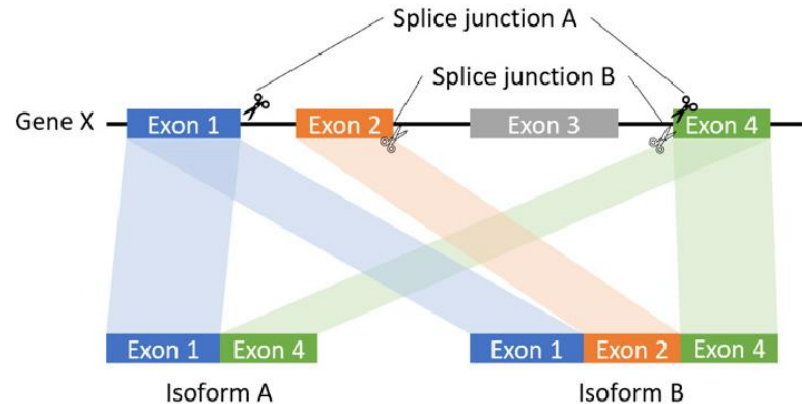 Splice junction A
Splice junction B
Gene X
Exon 1 Exon 2 Exon 3 Exon 4
Exon 1 Exon 4 Exon 1 Exon 2 Exon 4
Isoform A Isoform B